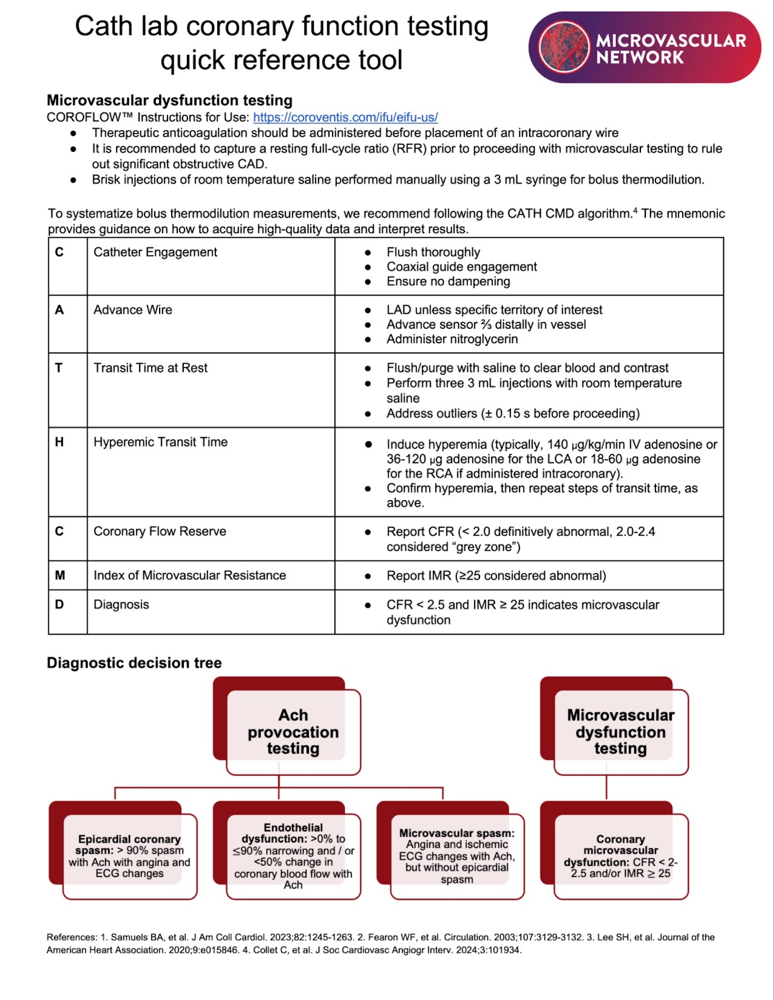 Cath lab coronary function testing
quick reference tool
MICROVASCULAR
NETWORK
Microvascular dysfunction testing
COROFLOW™ Instructions for Use: https://coroventis.com/ifu/eifu-us/
● Therapeutic anticoagulation should be administered before placement of an intracoronary wire
● It is recommended to capture a resting full-cycle ratio (RFR) prior to proceeding with microvascular testing to rule
out significant obstructive CAD.
● Brisk injections of room temperature saline performed manually using a 3 mL syringe for bolus thermodilution.
To systematize bolus thermodilution measurements, we recommend following the CATH CMD algorithm.⁴ The mnemonic
provides guidance on how to acquire high-quality data and interpret results.
C Catheter Engagement
● Flush thoroughly
● Coaxial guide engagement
● Ensure no dampening
A Advance Wire
● LAD unless specific territory of interest
● Advance sensor ⅔ distally in vessel
● Administer nitroglycerin
T Transit Time at Rest
● Flush/purge with saline to clear blood and contrast
● Perform three 3 mL injections with room temperature
saline
● Address outliers (± 0.15 s before proceeding)
H Hyperemic Transit Time
● Induce hyperemia (typically, 140 µg/kg/min IV adenosine or
36-120 µg adenosine for the LCA or 18-60 µg adenosine
for the RCA if administered intracoronary).
● Confirm hyperemia, then repeat steps of transit time, as
above.
C Coronary Flow Reserve
● Report CFR (< 2.0 definitively abnormal, 2.0-2.4
considered “grey zone”)
M Index of Microvascular Resistance
● Report IMR (≥25 considered abnormal)
D Diagnosis
● CFR < 2.5 and IMR ≥ 25 indicates microvascular
dysfunction
Diagnostic decision tree
Ach
provocation
testing
Microvascular
dysfunction
testing
Epicardial coronary
spasm: > 90% spasm
with Ach with angina and
ECG changes
Endothelial
dysfunction: >0% to
≤90% narrowing and / or
<50% change in
coronary blood flow with
Ach
Microvascular spasm:
Angina and ischemic
ECG changes with Ach,
but without epicardial
spasm
Coronary
microvascular
dysfunction: CFR < 2-
2.5 and/or IMR ≥ 25
References: 1. Samuels BA, et al. J Am Coll Cardiol. 2023;82:1245-1263. 2. Fearon WF, et al. Circulation. 2003;107:3129-3132. 3. Lee SH, et al. Journal of the
American Heart Association. 2020;9:e015846. 4. Collet C, et al. J Soc Cardiovasc Angiogr Interv. 2024;3:101934.